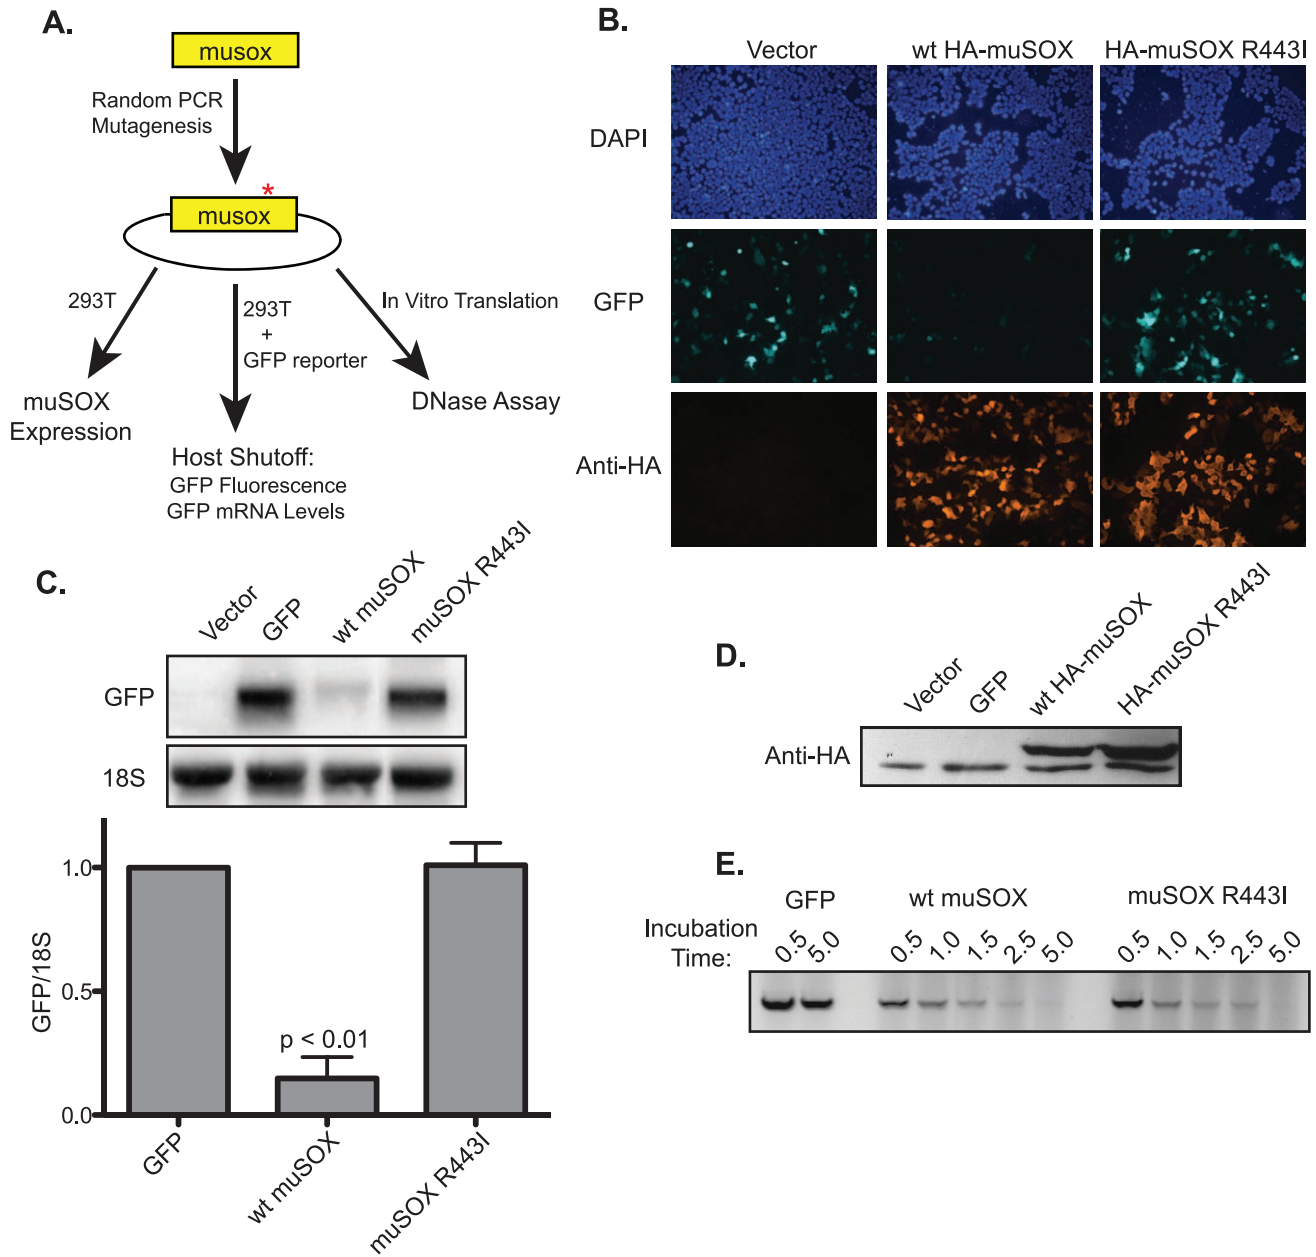 A.
musox
Random PCR
Mutagenesis
*
musox
293T
293T
+
GFP reporter
In Vitro Translation
muSOX
Expression
Host Shutoff:
GFP Fluorescence
GFP mRNA Levels
DNase Assay
B.
Vector
wt HA-muSOX
HA-muSOX R443I
DAPI
GFP
Anti-HA
C.
Vector
GFP
wt muSOX
muSOX R443I
GFP
18S
GFP/18S
1.0
0.5
0.0
p < 0.01
GFP
wt muSOX
muSOX R443I
D.
Vector
GFP
wt HA-muSOX
HA-muSOX R443I
Anti-HA
E.
GFP
wt muSOX
muSOX R443I
Incubation
Time:
0.5 5.0 0.5 1.0 1.5 2.5 5.0 0.5 1.0 1.5 2.5 5.0